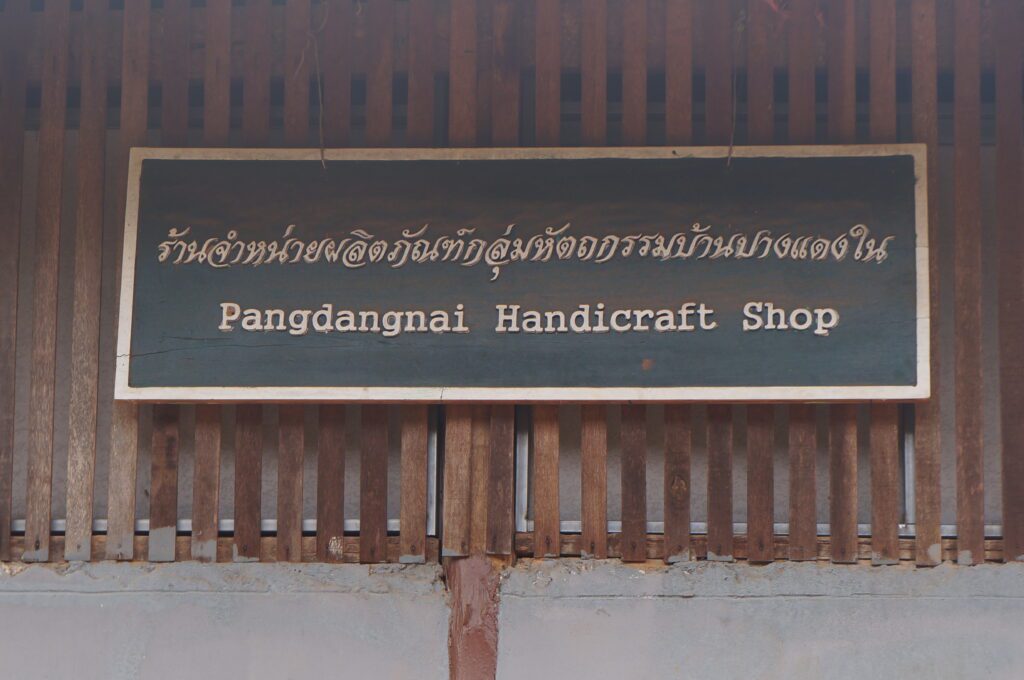 ร้านจำหน่ายผลิตภัณฑ์กลุ่มหัตถกรรมบ้านปางแดงใน
Pangdangnai Handicraft Shop